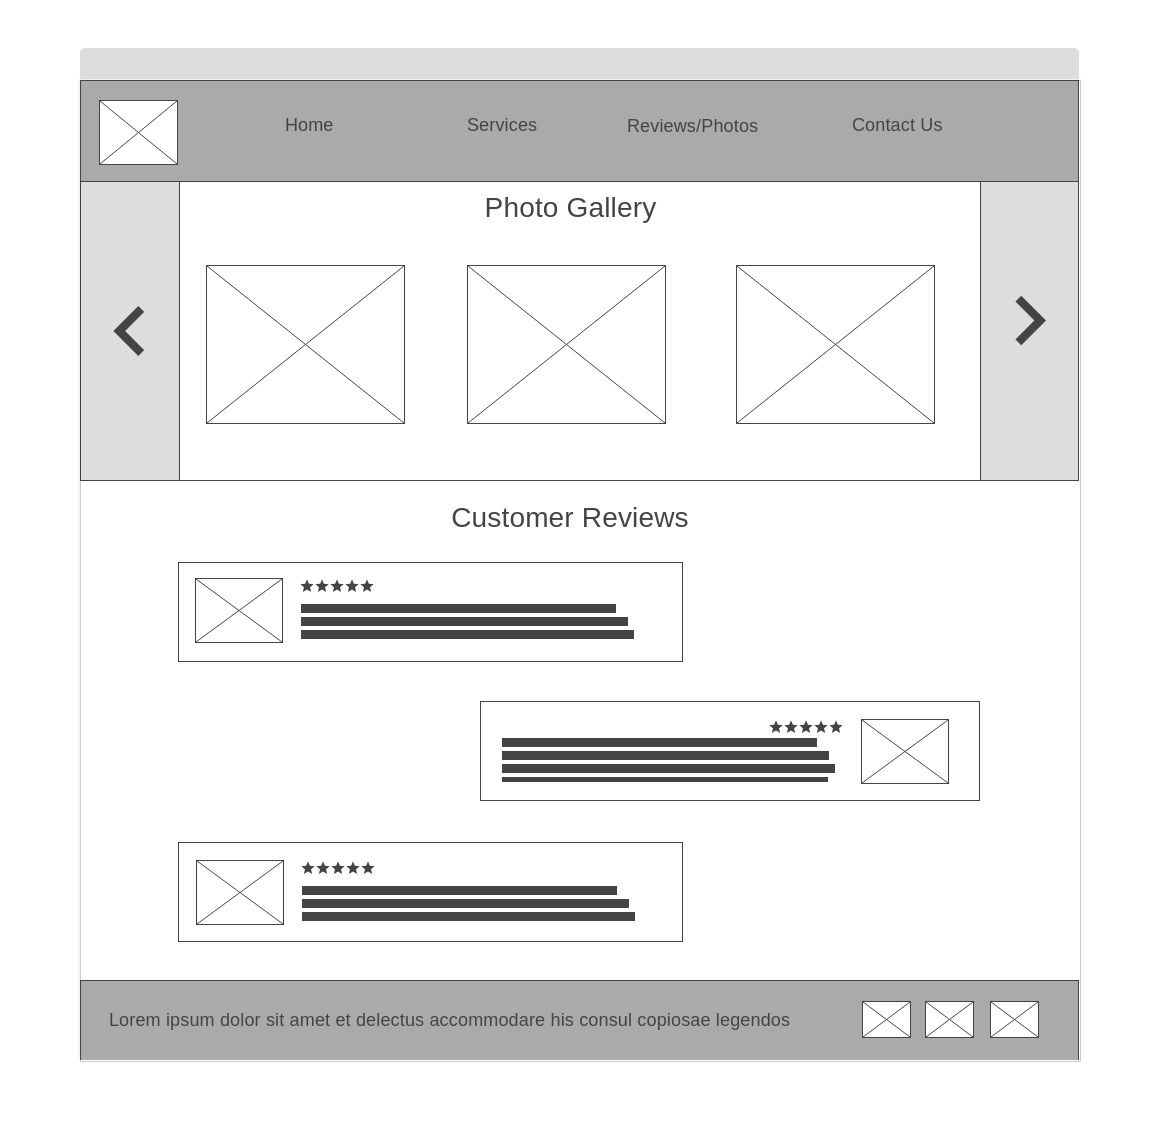 Home
Services
Reviews/Photos
Contact Us
Photo Gallery
Customer Reviews
Lorem ipsum dolor sit amet et delectus accommodare his consul copiosae legendos